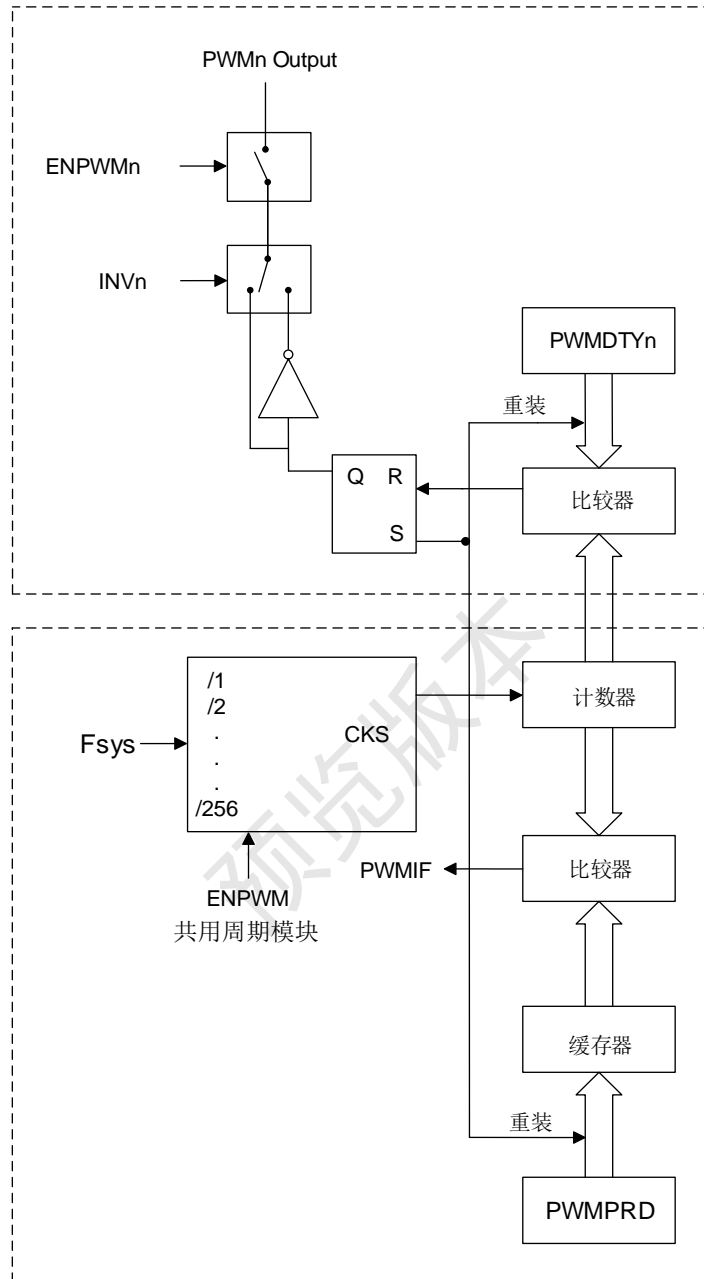 PWMn Output
ENPWMn
INVn
PWMDTYn
重装
Q R
比较器
S
/1
/2
.
.
.
/256
CKS
Fsys
计数器
PWMIF
比较器
ENPWM
共用周期模块
缓存器
重装
PWMPRD
预览版本